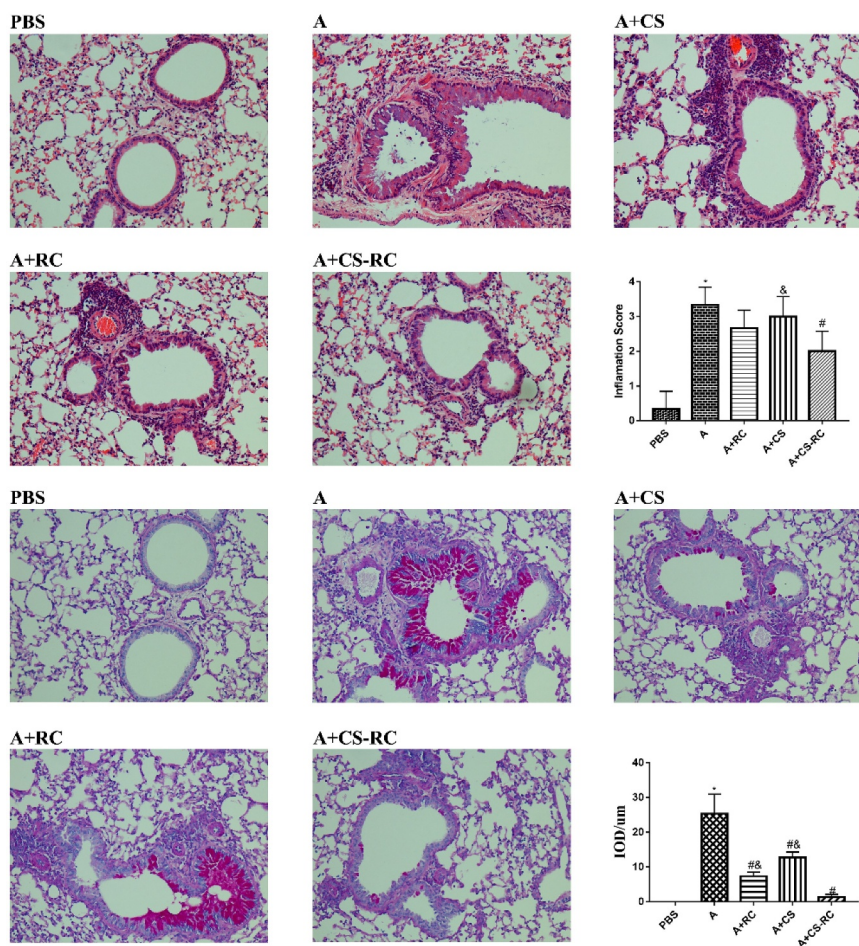 PBS
A
A+CS
A+RC
A+CS-RC
Inflamation Score
4
3
2
1
0
*
&
#
PBS
A
A+RC
A+CS
A+CS-RC
PBS
A
A+CS
A+RC
A+CS-RC
IOD/um
40
30
20
10
0
*
#&
#&
#
PBS
A
A+RC
A+CS
A+CS-RC